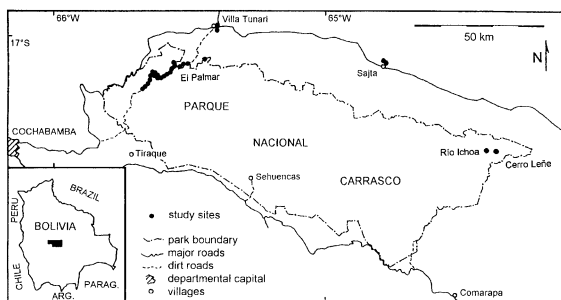 66°W
Villa Tunari
65°W
17°S
50 km
N
El Palmar
Sajta
PARQUE
COCHABAMBA
NACIONAL
Tiraque
Río Ichoa
Cerro Leñe
Sehuencas
CARRASCO
BRAZIL
PERU
BOLIVIA
CHILE
PARAG.
ARG.
study sites
park boundary
major roads
dirt roads
departmental capital
villages
Comarapa